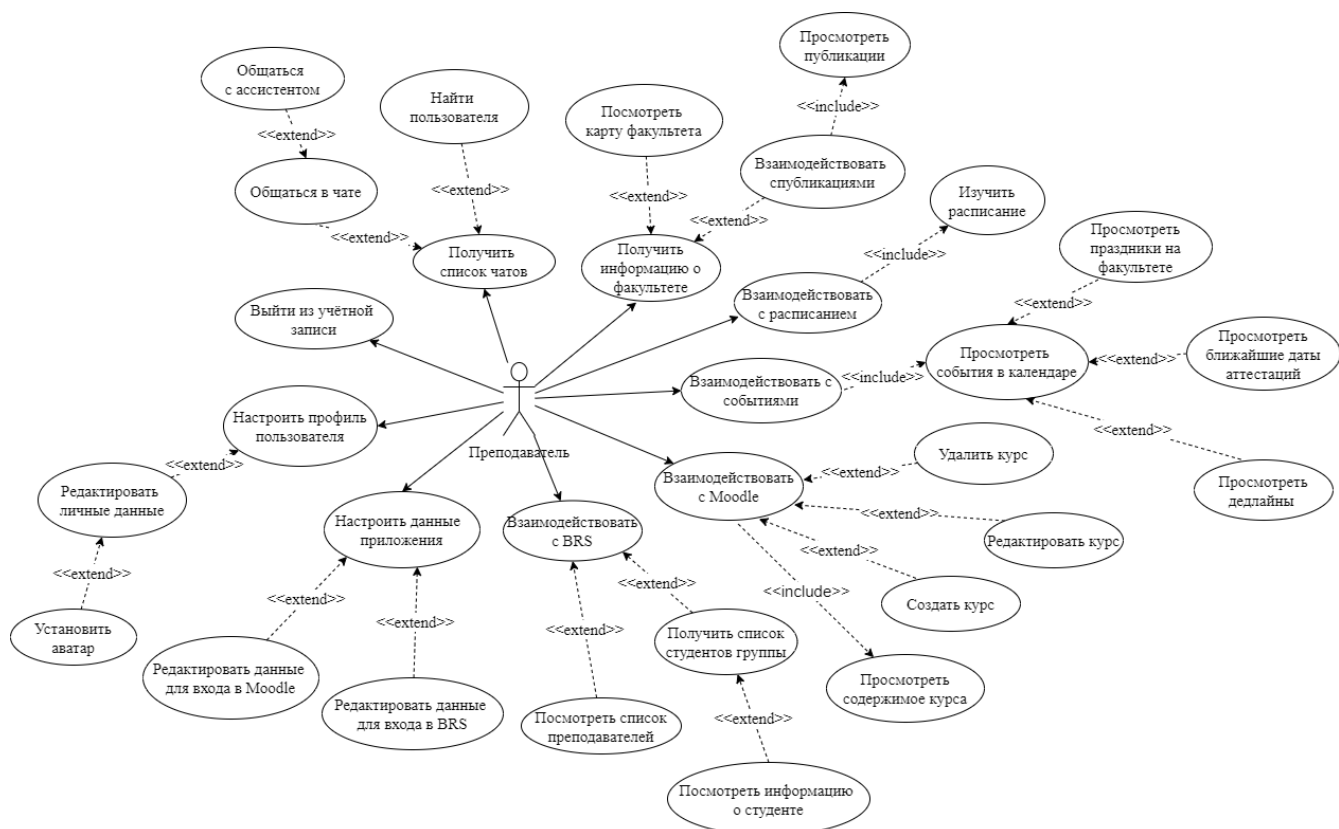 Просмотреть
публикации
Общаться
с ассистентом
Найти
пользователя
Посмотреть
карту факультета
<<include>>
<<extend>>
Взаимодействовать
спубликациями
Общаться в чате
<<extend>>
<<extend>>
<<extend>>
Изучить
расписание
<<extend>>
Получить
список чатов
Получить
информацию о
факультете
<<include>>
Просмотреть
праздники на
факультете
Взаимодействовать
с расписанием
Выйти из учётной
записи
<<extend>>
Просмотреть
события в календаре
<<extend>>
Просмотреть
ближайшие даты
аттестаций
Взаимодействовать с
событиями
<<include>>
Настроить профиль
пользователя
<<extend>>
Преподаватель
<<extend>>
Удалить курс
Взаимодействовать
с Moodle
<<extend>>
Просмотреть
дедлайны
Редактировать
личные данные
Настроить данные
приложения
Взаимодействовать
с BRS
<<extend>>
Редактировать курс
<<extend>>
<<extend>>
<<extend>>
<<extend>>
<<include>>
Создать курс
Установить
аватар
<<extend>>
<<extend>>
Получить список
студентов группы
Редактировать данные
для входа в Moodle
Просмотреть
содержимое курса
Редактировать данные
для входа в BRS
Посмотреть список
преподавателей
<<extend>>
Посмотреть информацию
о студенте